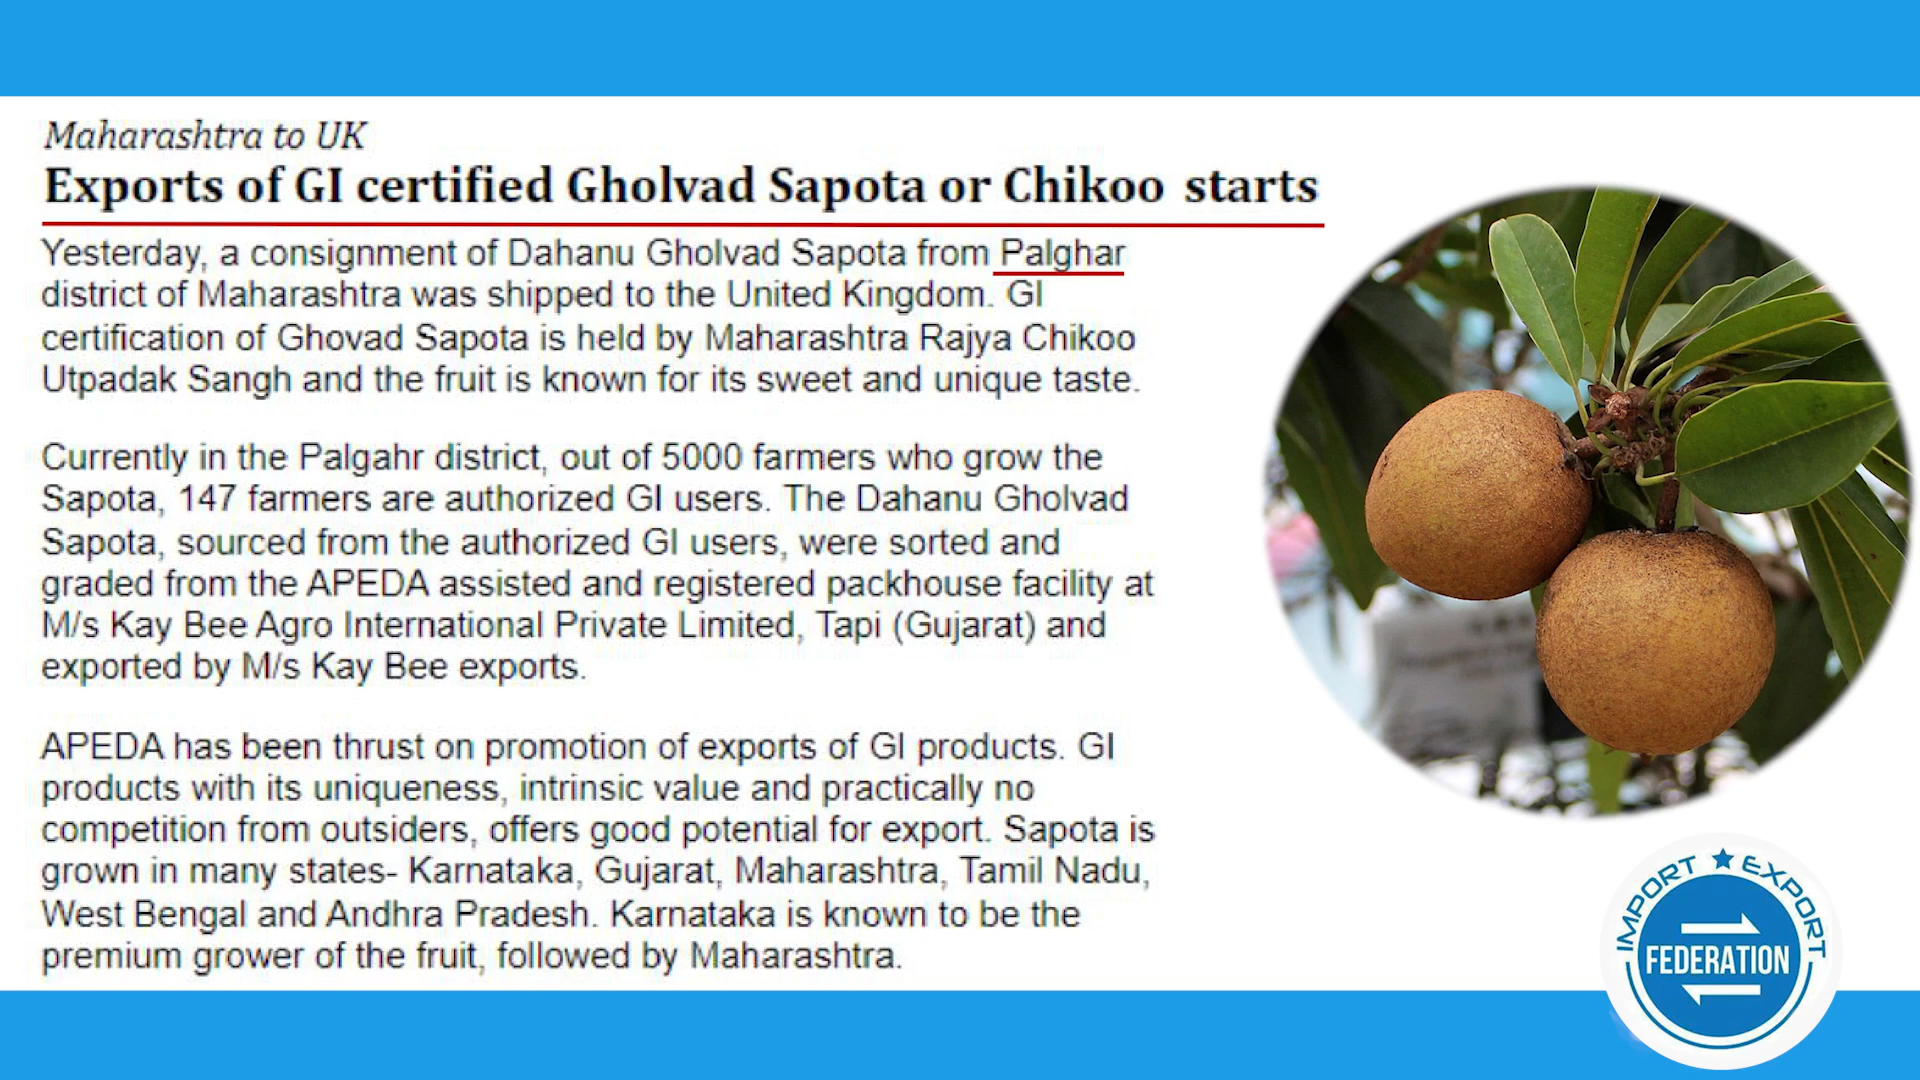 Maharashtra to UK
Exports of GI certified Gholvad Sapota or Chikoo starts
Yesterday, a consignment of Dahanu Gholvad Sapota from Palghar
district of Maharashtra was shipped to the United Kingdom. GI
certification of Ghovad Sapota is held by Maharashtra Rajya Chikoo
Utpadak Sangh and the fruit is known for its sweet and unique taste.
Currently in the Palgahr district, out of 5000 farmers who grow the
Sapota, 147 farmers are authorized GI users. The Dahanu Gholvad
Sapota, sourced from the authorized GI users, were sorted and
graded from the APEDA assisted and registered packhouse facility at
M/s Kay Bee Agro International Private Limited, Tapi (Gujarat) and
exported by M/s Kay Bee exports.
APEDA has been thrust on promotion of exports of GI products. GI
products with its uniqueness, intrinsic value and practically no
competition from outsiders, offers good potential for export. Sapota is
grown in many states- Karnataka, Gujarat, Maharashtra, Tamil Nadu,
West Bengal and Andhra Pradesh. Karnataka is known to be the
premium grower of the fruit, followed by Maharashtra.
IMPORT ★ EXPORT
FEDERATION